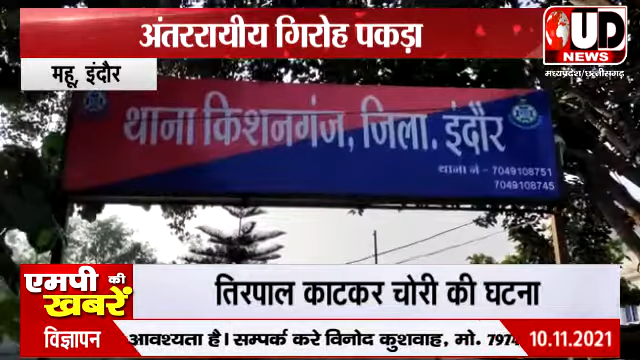 अंतररायीय गिरोह पकड़ा
UD
NEWS
मध्यप्रदेश/छत्तीसगढ़
महू, इंदौर
थाना किशनगंज, जिला. इंदौर
थाना नं - 7049108751
7049108745
एमपी की
खबरें
तिरपाल काटकर चोरी की घटना
विज्ञापन
आवश्यता है। सम्पर्क करे विनोद कुशवाह, मो. 7974
10.11.2021